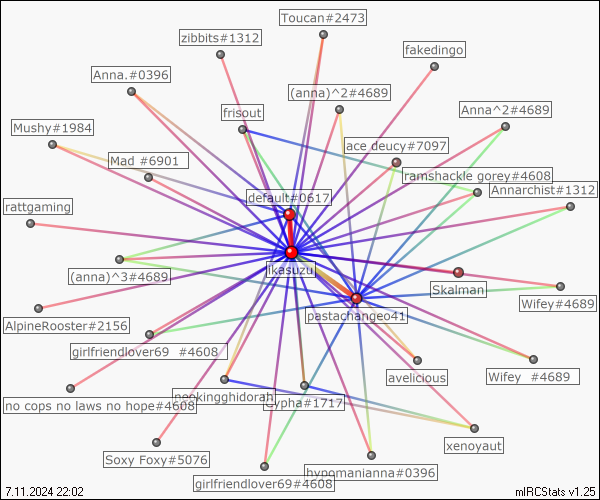 Toucan#2473
zibbits#1312
fakedingo
Anna.#0396
(anna)^2#4689
Anna^2#4689
frisout
Mushy#1984
ace deucy#7097
Mad_#6901
ramshackle gorey#4608
Annarchist#1312
default#0617
rattgaming
Ikasuzu
(anna)^3#4689
Skalman
Wifey#4689
pastachangeo41
AlpineRooster#2156
girlfriendlover69_#4608
avelicious
Wifey_#4689
no cops no laws no hope#4608
neokingghidorah
Cypha#1717
xenoyaut
Soxy Foxy#5076
hypomanianna#0396
girlfriendlover69#4608
7.11.2024 22:02
mIRCStats v1.25